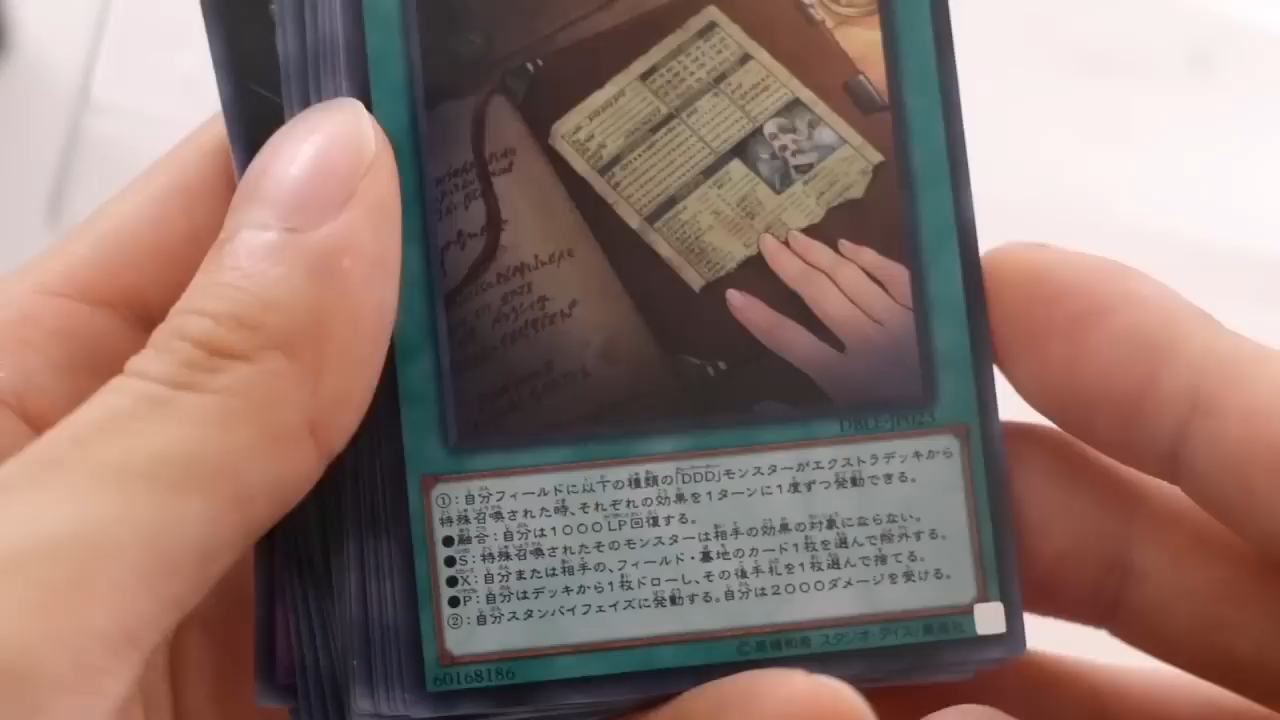 DBLE-JP023
①：自分フィールドに以下の種類の「DDD」モンスターがエクストラデッキから
特殊召喚された時、それぞれの効果を１ターンに１度ずつ発動できる。
●融合：自分は１０００LP回復する。
●S：特殊召喚されたそのモンスターは相手の効果の対象にならない。
●X：自分または相手の、フィールド・墓地のカード１枚を選んで除外する。
●P：自分はデッキから１枚ドローし、その後手札を１枚選んで捨てる。
②：自分スタンバイフェイズに発動する。自分は２０００ダメージを受ける。
©高橋和希 スタジオ・ダイス/集英社
60168186